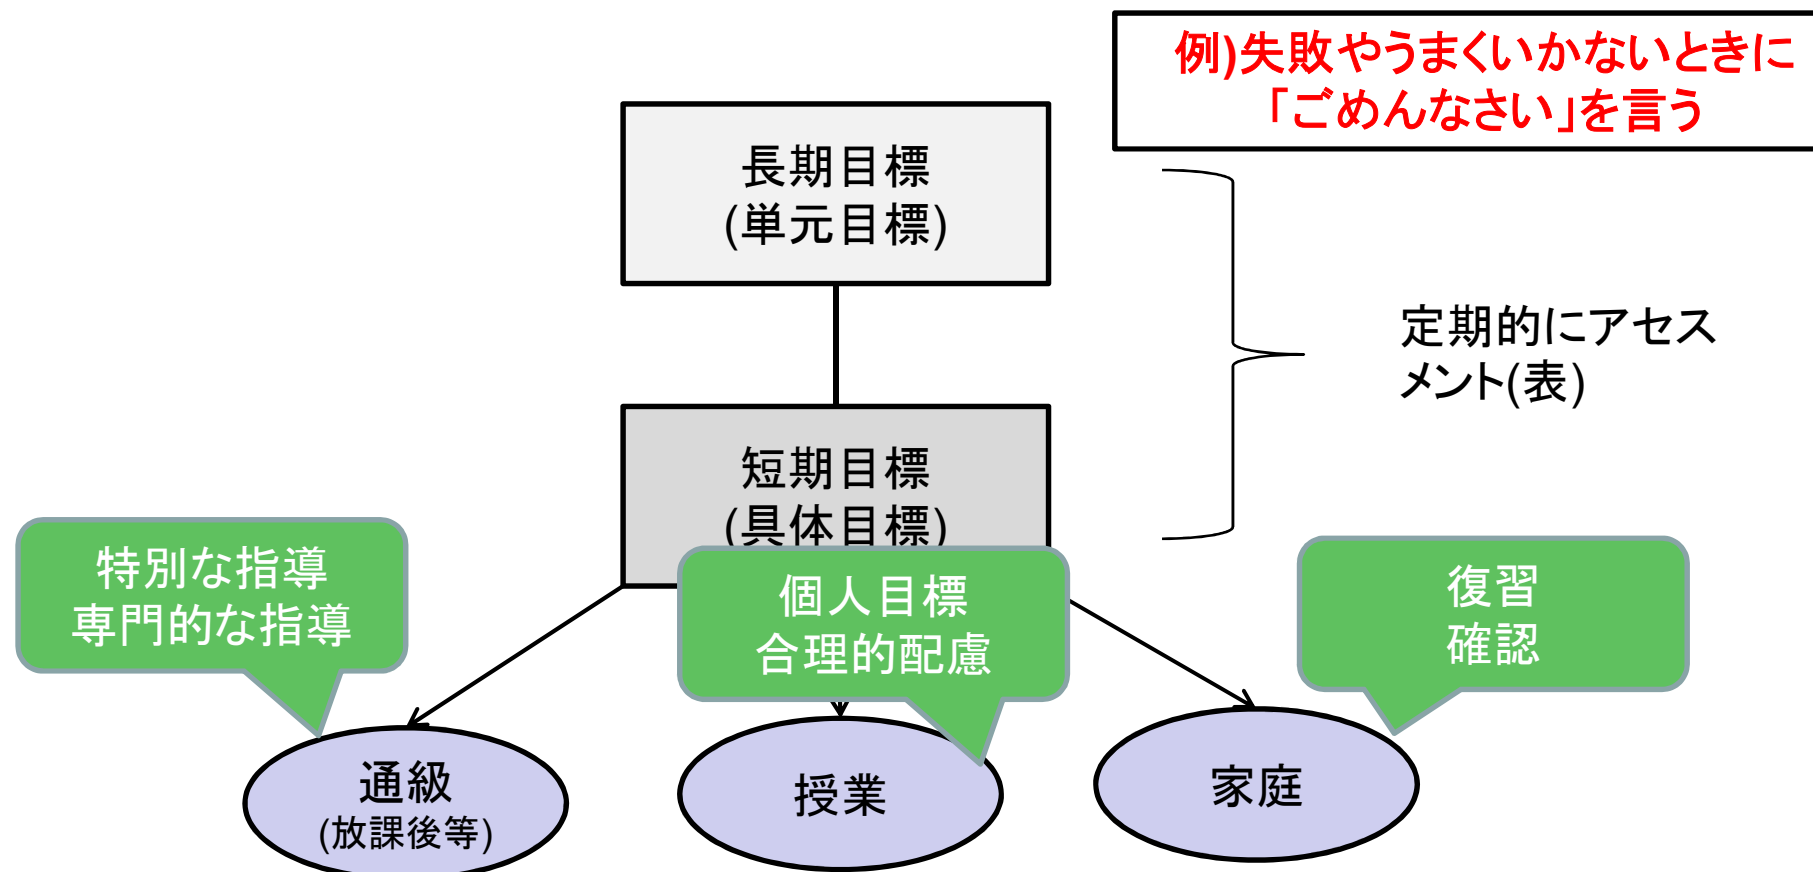 例)失敗やうまくいかないときに
「ごめんなさい」を言う
長期目標
(単元目標)
定期的にアセス
メント(表)
短期目標
(具体目標)
特別な指導
専門的な指導
個人目標
合理的配慮
復習
確認
通級
(放課後等)
授業
家庭